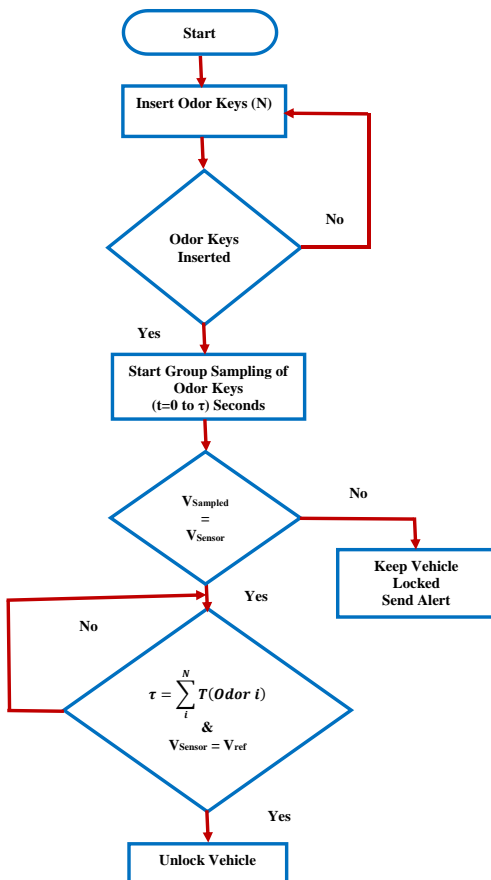 Start
Insert Odor Keys (N)
No
Odor Keys
Inserted
Yes
Start Group Sampling of
Odor Keys
(t=0 to τ) Seconds
No
VSampled
=
VSensor
Keep Vehicle
Locked
Send Alert
Yes
No
τ = ∑_i^N T(Odor i)
&
VSensor = Vref
Yes
Unlock Vehicle